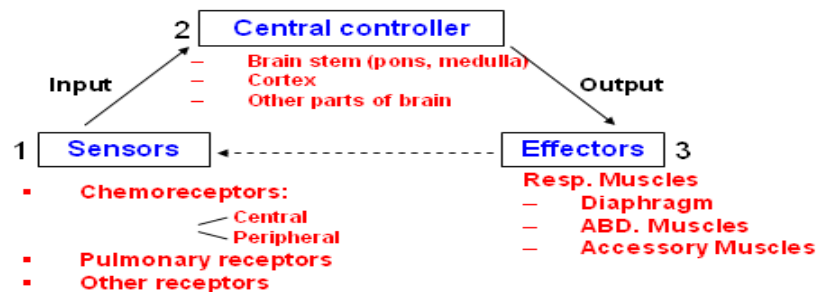 2 Central controller
– Brain stem (pons, medulla)
– Cortex
– Other parts of brain
Input
Output
1 Sensors
▪ Chemoreceptors:
Central
Peripheral
▪ Pulmonary receptors
▪ Other receptors
Effectors 3
Resp. Muscles
– Diaphragm
– ABD. Muscles
– Accessory Muscles